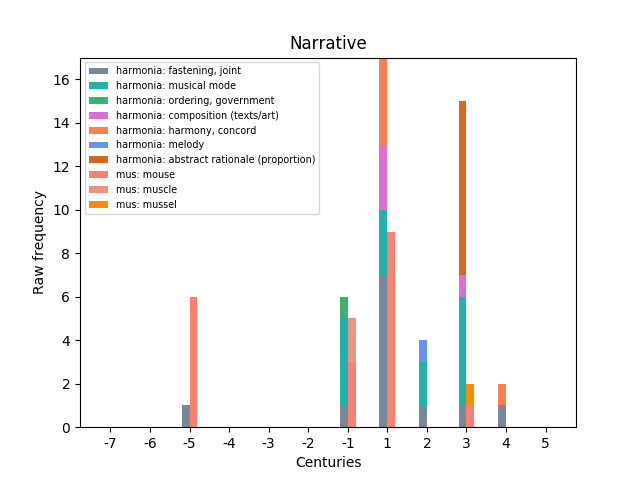 Narrative
harmonia: fastening, joint
harmonia: musical mode
harmonia: ordering, government
harmonia: composition (texts/art)
harmonia: harmony, concord
harmonia: melody
harmonia: abstract rationale (proportion)
mus: mouse
mus: muscle
mus: mussel
Raw frequency
16
14
12
10
8
6
4
2
0
-7 -6 -5 -4 -3 -2 -1 1 2 3 4 5
Centuries